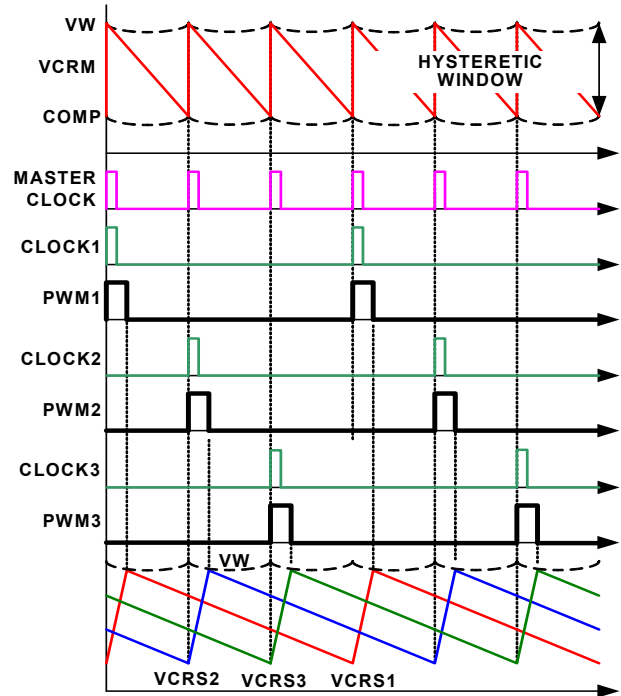 VW
VCRM
HYSTERETIC
WINDOW
COMP
MASTER
CLOCK
CLOCK1
PWM1
CLOCK2
PWM2
CLOCK3
PWM3
VW
VCRS2 VCRS3 VCRS1